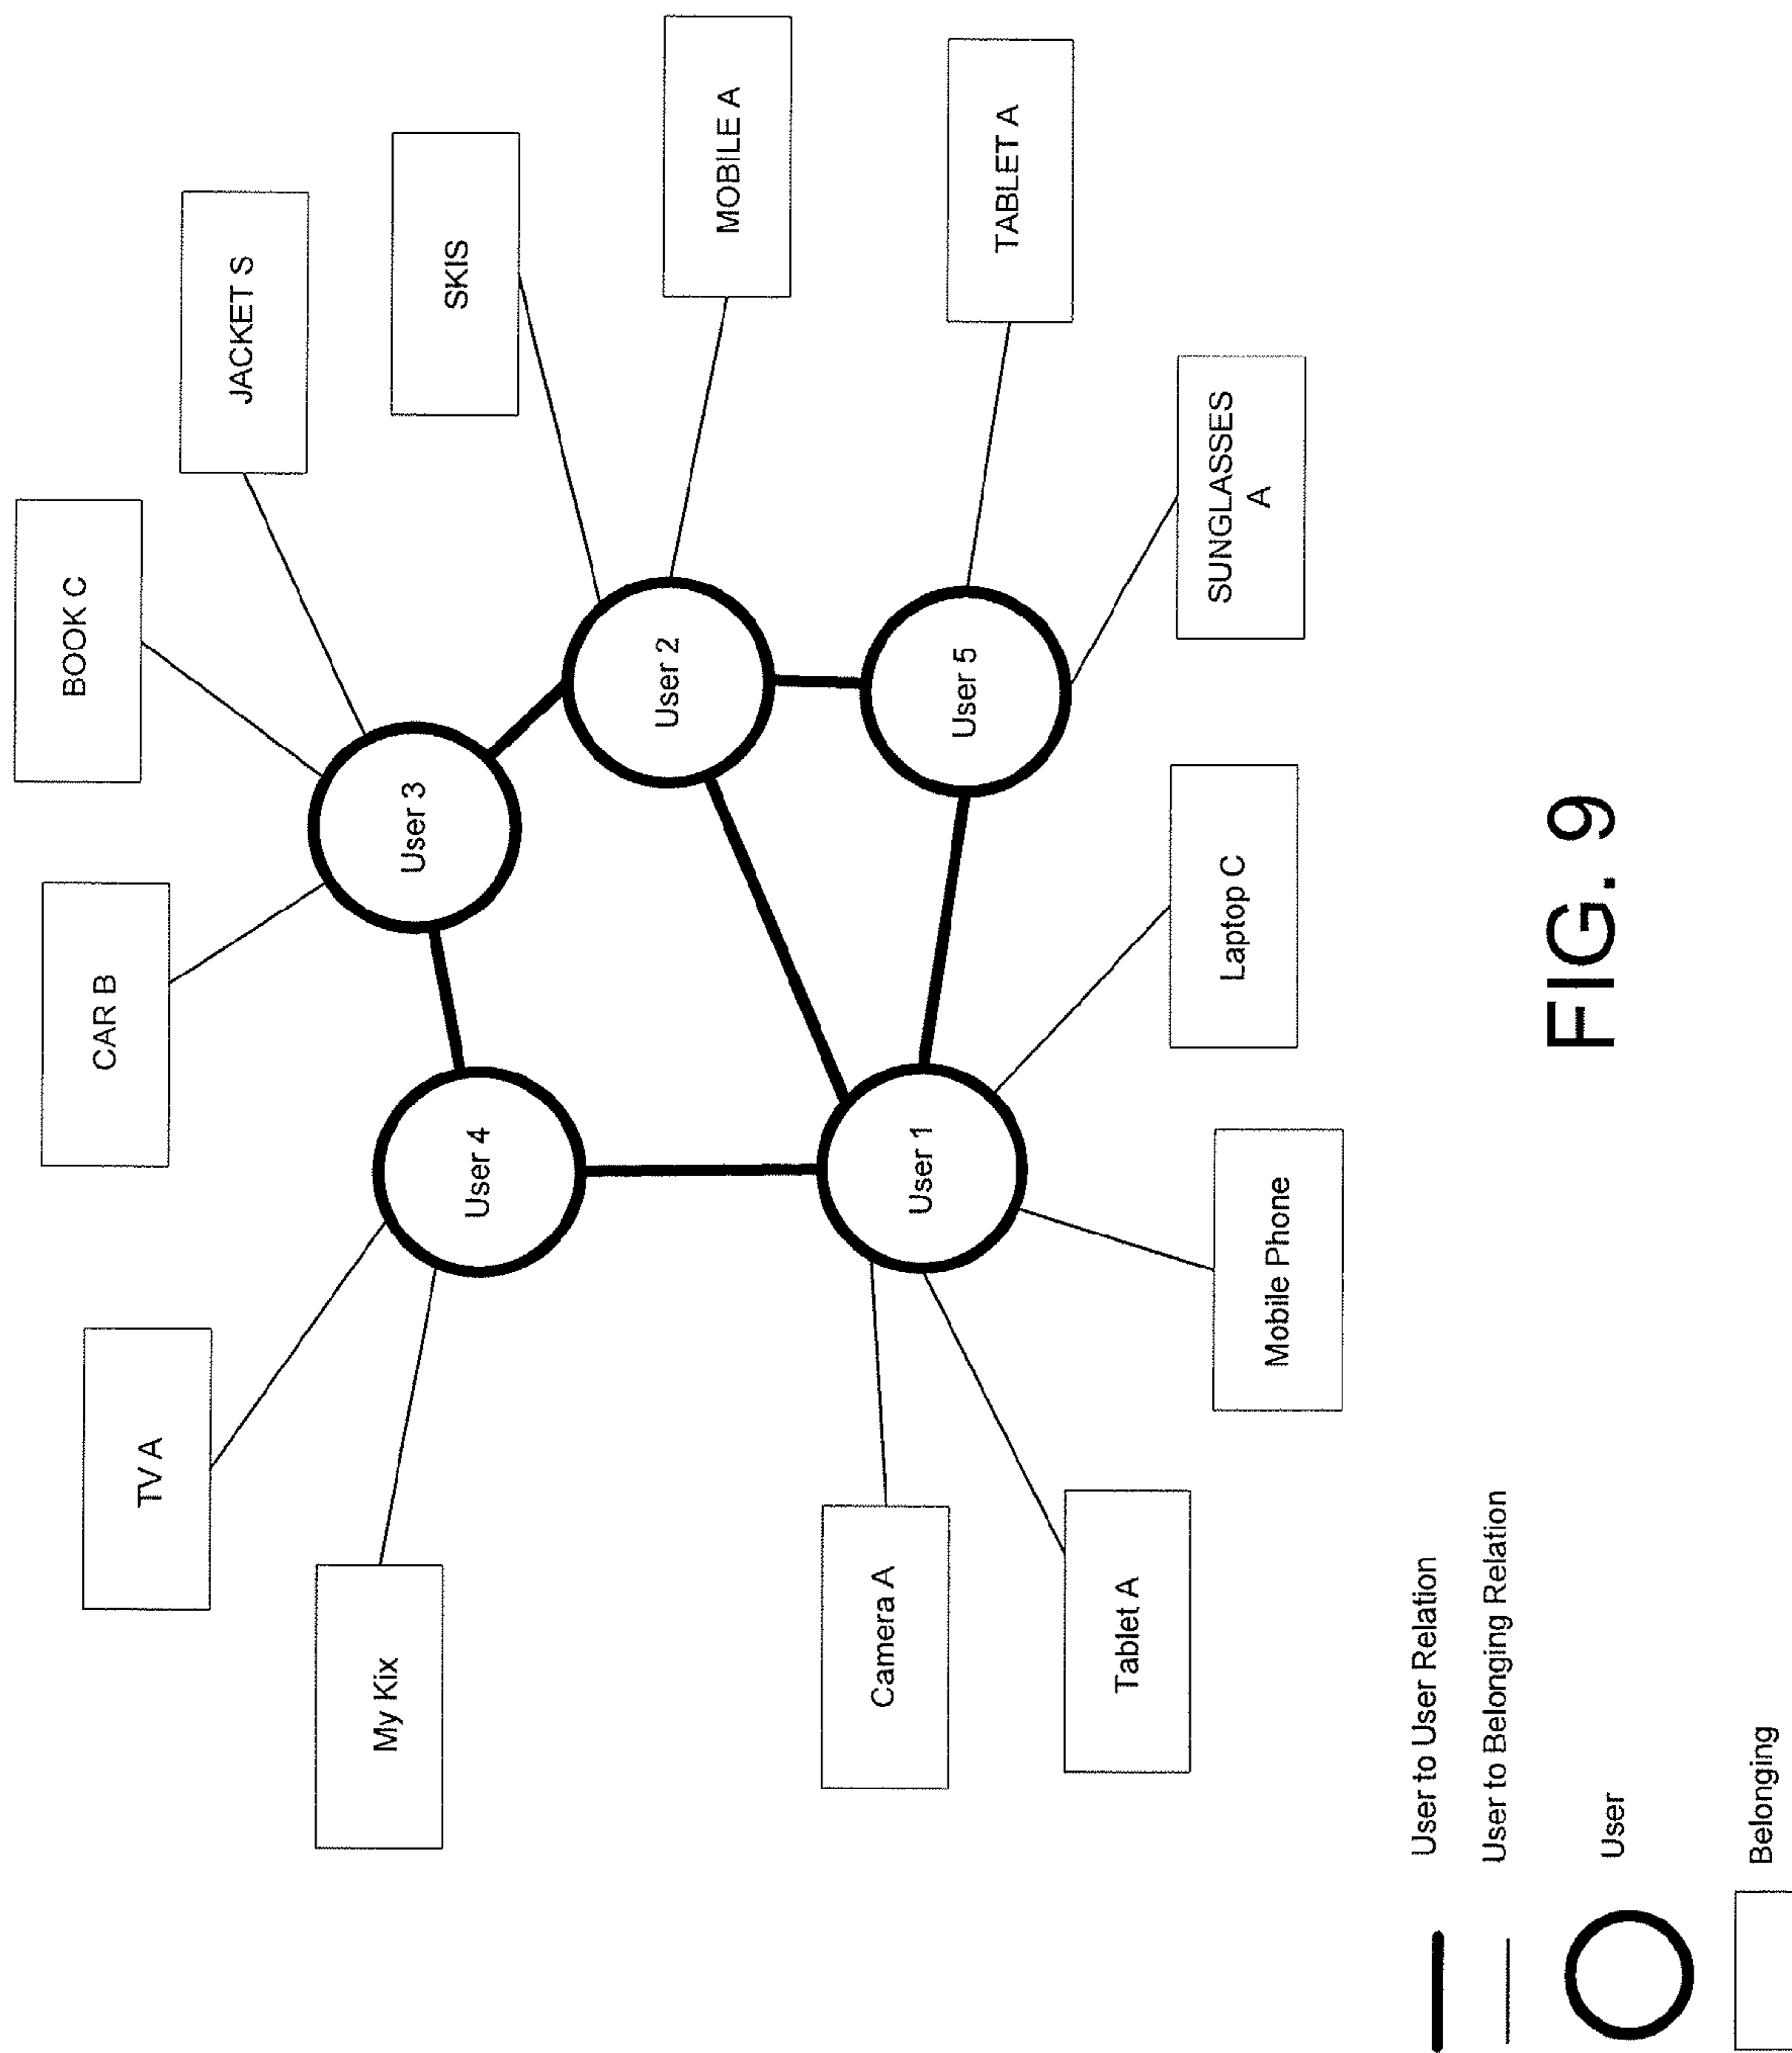 TV A
CAR B
BOOK C
JACKET S
My Kix
User 4
User 3
SKIS
User 2
MOBILE A
Camera A
User 1
User 5
TABLET A
Tablet A
Mobile Phone
Laptop C
SUNGLASSES
A
User to User Relation
User to Belonging Relation
User
Belonging
FIG. 9